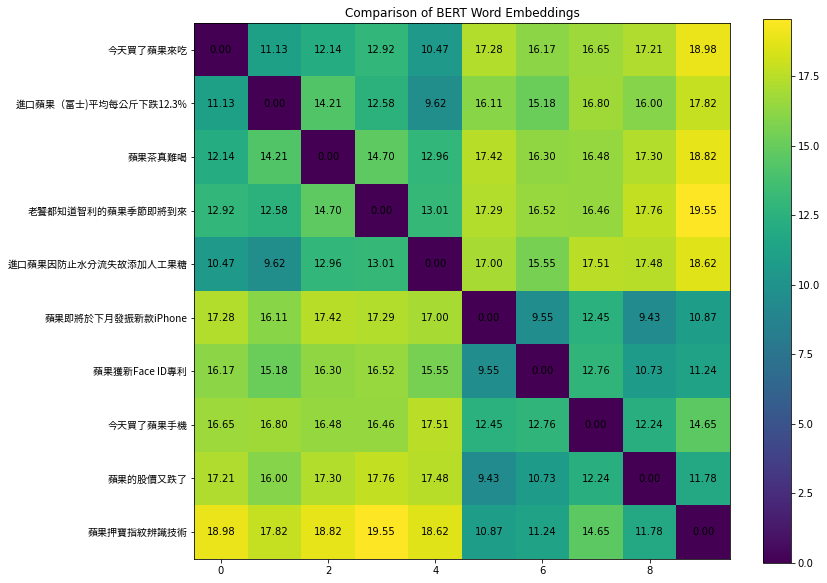 Comparison of BERT Word Embeddings
今天買了蘋果來吃 0.00 11.13 12.14 12.92 10.47 17.28 16.17 16.65 17.21 18.98
進口蘋果（富士)平均每公斤下跌12.3% 11.13 0.00 14.21 12.58 9.62 16.11 15.18 16.80 16.00 17.82
蘋果茶真難喝 12.14 14.21 0.00 14.70 12.96 17.42 16.30 16.48 17.30 18.82
老饕都知道智利的蘋果季節即將到來 12.92 12.58 14.70 0.00 13.01 17.29 16.52 16.46 17.76 19.55
進口蘋果因防止水分流失故添加人工果糖 10.47 9.62 12.96 13.01 0.00 17.00 15.55 17.51 17.48 18.62
蘋果即將於下月發振新款iPhone 17.28 16.11 17.42 17.29 17.00 0.00 9.55 12.45 9.43 10.87
蘋果獲新Face ID專利 16.17 15.18 16.30 16.52 15.55 9.55 0.00 12.76 10.73 11.24
今天買了蘋果手機 16.65 16.80 16.48 16.46 17.51 12.45 12.76 0.00 12.24 14.65
蘋果的股價又跌了 17.21 16.00 17.30 17.76 17.48 9.43 10.73 12.24 0.00 11.78
蘋果押寶指紋辨識技術 18.98 17.82 18.82 19.55 18.62 10.87 11.24 14.65 11.78 0.00
0 2 4 6 8
17.5
15.0
12.5
10.0
7.5
5.0
2.5
0.0